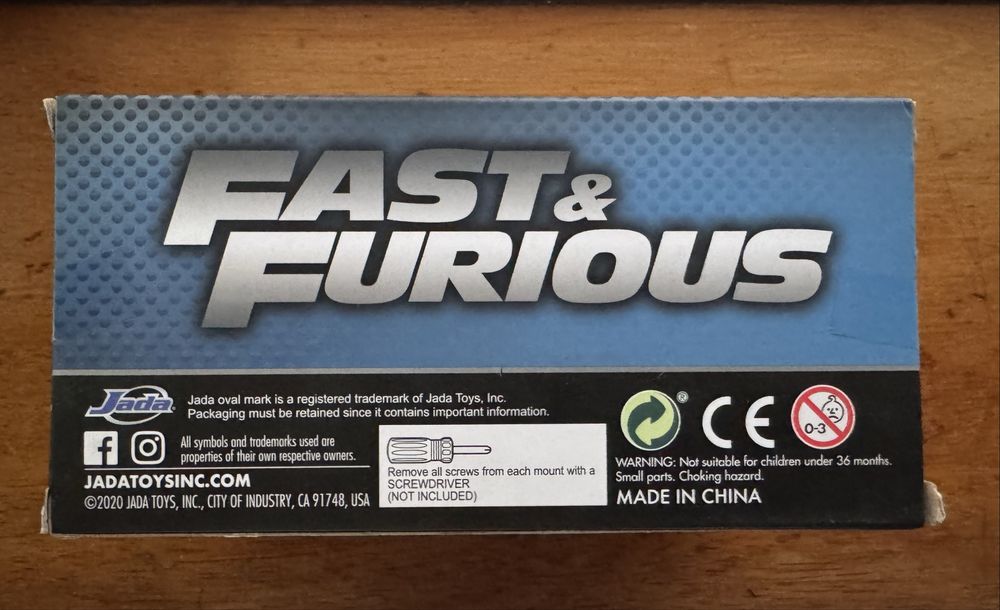 FAST &
FURIOUS
Jada
Jada oval mark is a registered trademark of Jada Toys, Inc.
Packaging must be retained since it contains important information.
All symbols and trademarks used are
properties of their own respective owners.
JADATOYSINC.COM
©2020 JADA TOYS, INC., CITY OF INDUSTRY, CA 91748, USA
Remove all screws from each mount with a
SCREWDRIVER
(NOT INCLUDED)
®
CE
0-3
WARNING: Not suitable for children under 36 months.
Small parts. Choking hazard.
MADE IN CHINA